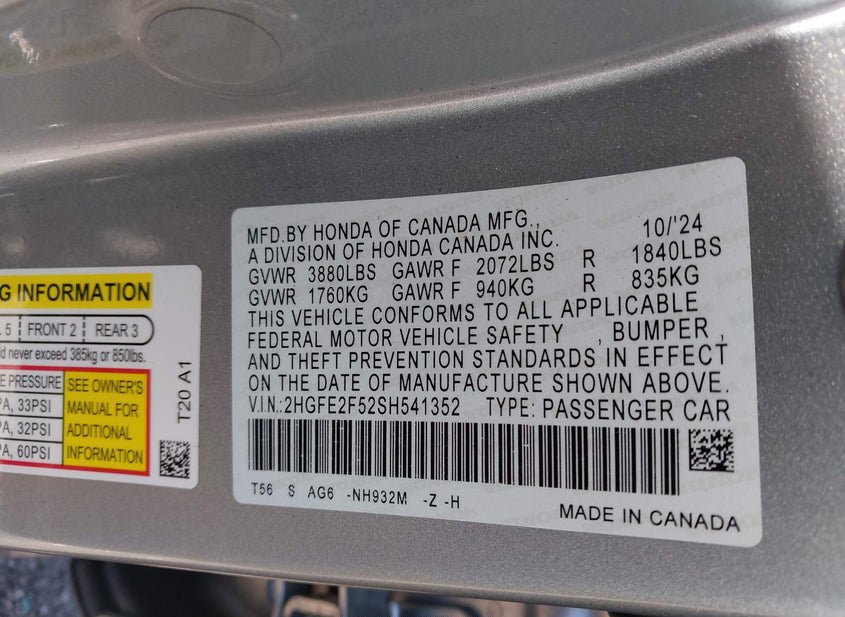 G INFORMATION
5 FRONT 2 REAR 3
d never exceed 385kg or 850lbs.
E PRESSURE SEE OWNER'S
PA, 33PSI MANUAL FOR
PA, 32PSI ADDITIONAL
PA, 60PSI INFORMATION
T20 A1
MFD.BY HONDA OF CANADA MFG., 10/'24
A DIVISION OF HONDA CANADA INC.
GVWR 3880LBS GAWR F 2072LBS R 1840LBS
GVWR 1760KG GAWR F 940KG R 835KG
THIS VEHICLE CONFORMS TO ALL APPLICABLE
FEDERAL MOTOR VEHICLE SAFETY , BUMPER ,
AND THEFT PREVENTION STANDARDS IN EFFECT
ON THE DATE OF MANUFACTURE SHOWN ABOVE.
V.I.N.:2HGFE2F52SH541352 TYPE: PASSENGER CAR
T56 S AG6 -NH932M -Z -H
MADE IN CANADA